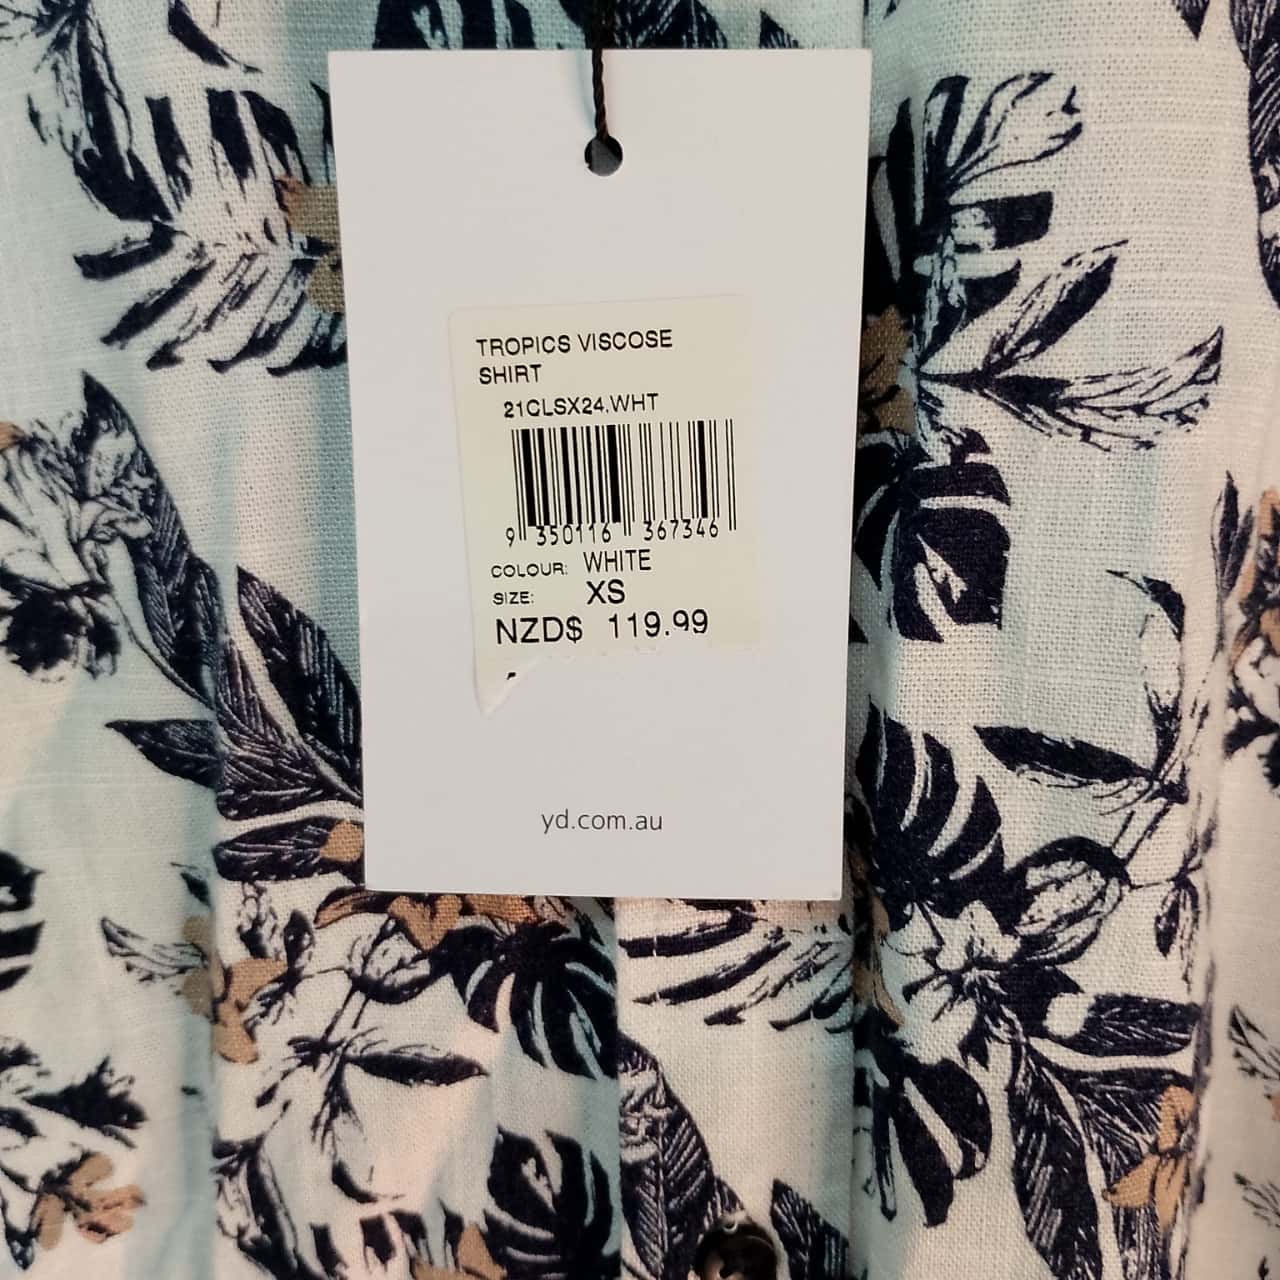 TROPICS VISCOSE
SHIRT
21CLSX24.WHT
9 350116 367346
COLOUR: WHITE
SIZE: XS
NZD$ 119.99
yd.com.au